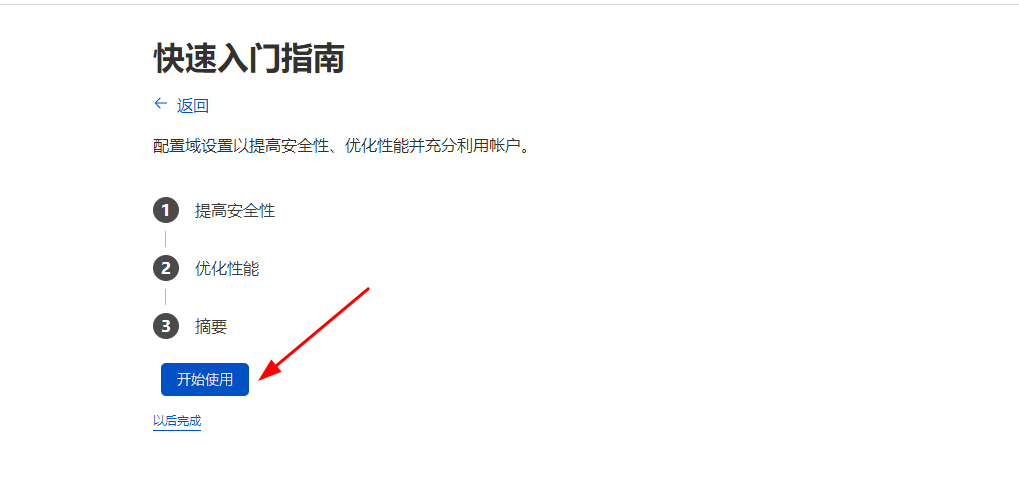 快速入门指南
← 返回
配置域设置以提高安全性、优化性能并充分利用帐户。
1 提高安全性
2 优化性能
3 摘要
开始使用
以后完成